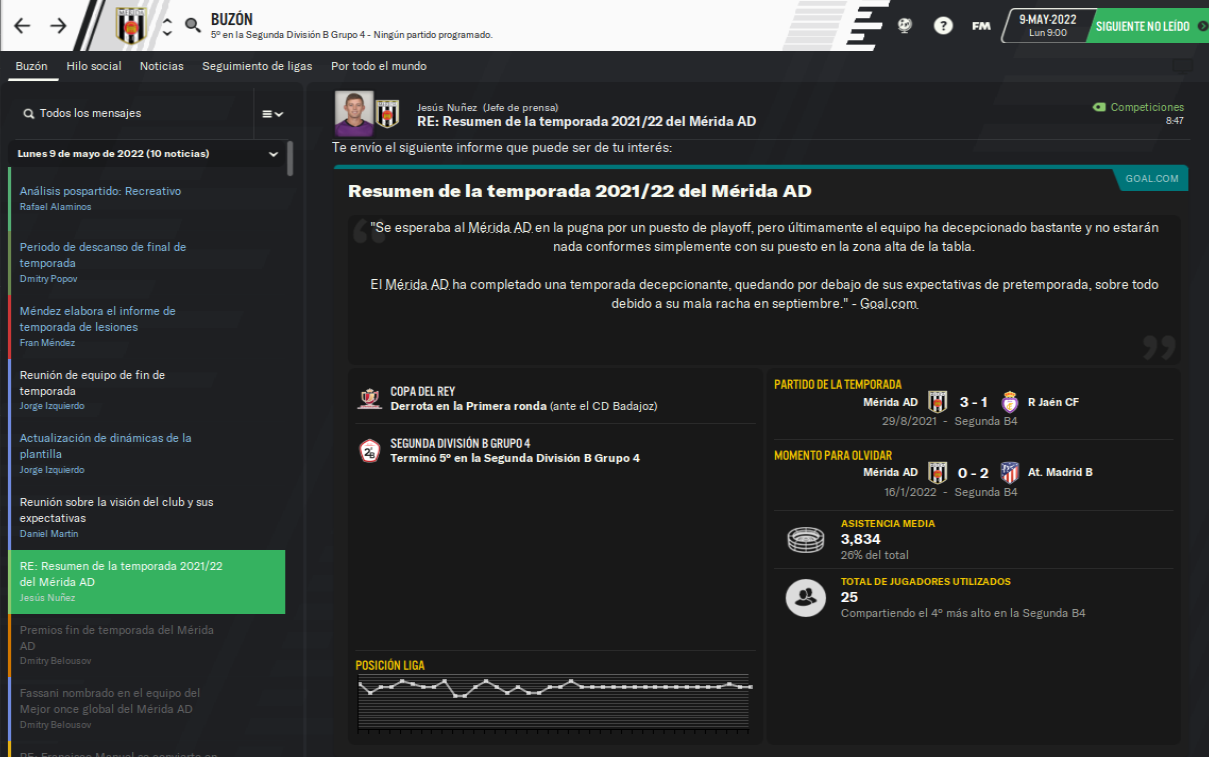 BUZÓN
5º en la Segunda División B Grupo 4 - Ningún partido programado.
FM
9-MAY-2022
Lun 9:00
SIGUIENTE NO LEÍDO
Buzón
Hilo social
Noticias
Seguimiento de ligas
Por todo el mundo
Todos los mensajes
Lunes 9 de mayo de 2022 (10 noticias)
Análisis pospartido: Recreativo
Rafael Alaminos
Periodo de descanso de final de
temporada
Dmitry Popov
Méndez elabora el informe de
temporada de lesiones
Fran Méndez
Reunión de equipo de fin de
temporada
Jorge Izquierdo
Actualización de dinámicas de la
plantilla
Jorge Izquierdo
Reunión sobre la visión del club y sus
expectativas
Daniel Martín
RE: Resumen de la temporada 2021/22
del Mérida AD
Jesús Nuñez
Premios fin de temporada del Mérida
AD
Dmitry Belousov
Fassani nombrado en el equipo del
Mejor once global del Mérida AD
Dmitry Belousov
RE: Francisco Manuel se convierte en
Jesús Nuñez (Jefe de prensa)
RE: Resumen de la temporada 2021/22 del Mérida AD
Competiciones
8:47
Te envío el siguiente informe que puede ser de tu interés:
GOAL.COM
Resumen de la temporada 2021/22 del Mérida AD
"Se esperaba al Mérida AD en la pugna por un puesto de playoff, pero últimamente el equipo ha decepcionado bastante y no estarán
nada conformes simplemente con su puesto en la zona alta de la tabla.
El Mérida AD ha completado una temporada decepcionante, quedando por debajo de sus expectativas de pretemporada, sobre todo
debido a su mala racha en septiembre." - Goal.com
COPA DEL REY
Derrota en la Primera ronda (ante el CD Badajoz)
SEGUNDA DIVISIÓN B GRUPO 4
Terminó 5º en la Segunda División B Grupo 4
POSICIÓN LIGA
PARTIDO DE LA TEMPORADA
Mérida AD 3 - 1 R Jaén CF
29/8/2021 - Segunda B4
MOMENTO PARA OLVIDAR
Mérida AD 0 - 2 At. Madrid B
16/1/2022 - Segunda B4
ASISTENCIA MEDIA
3,834
26% del total
TOTAL DE JUGADORES UTILIZADOS
25
Compartiendo el 4º más alto en la Segunda B4